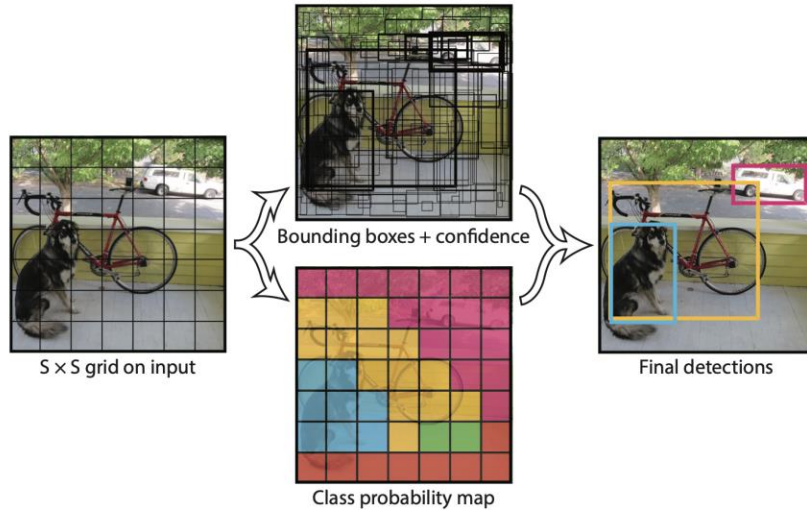 S × S grid on input
Bounding boxes + confidence
Class probability map
Final detections